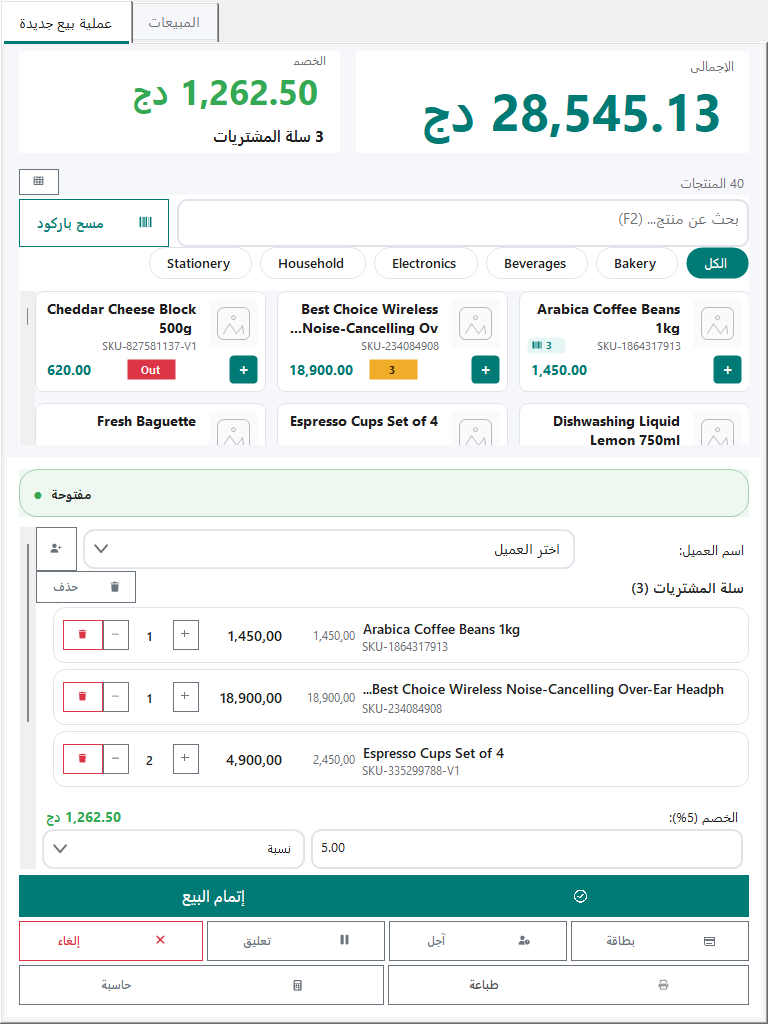 عملية بيع جديدة
المبيعات
الاجمالى
28,545.13 دج
الخصم
1,262.50 دج
3 سلة المشتريات
40 المنتجات
بحث عن منتج... (F2)
مسح باركود
الكل
Bakery
Beverages
Electronics
Household
Stationery
Arabica Coffee Beans
1kg
SKU-1864317913
3
1,450.00
+
Best Choice Wireless
...Noise-Cancelling Ov
SKU-234084908
18,900.00
3
+
Cheddar Cheese Block
500g
SKU-827581137-V1
620.00
Out
+
Dishwashing Liquid
Lemon 750ml
Espresso Cups Set of 4
Fresh Baguette
مفتوحة
اسم العميل:
اختر العميل
سلة المشتريات (3)
حذف
Arabica Coffee Beans 1kg
SKU-1864317913
1,450,00
1,450,00
+
1
−
...Best Choice Wireless Noise-Cancelling Over-Ear Headph
SKU-234084908
18,900,00
18,900,00
+
1
−
Espresso Cups Set of 4
SKU-335299788-V1
2,450,00
4,900,00
+
2
−
الخصم (5%):
1,262.50 دج
5.00
نسبة
إتمام البيع
بطاقة
آجل
تعليق
إلغاء
طباعة
حاسبة